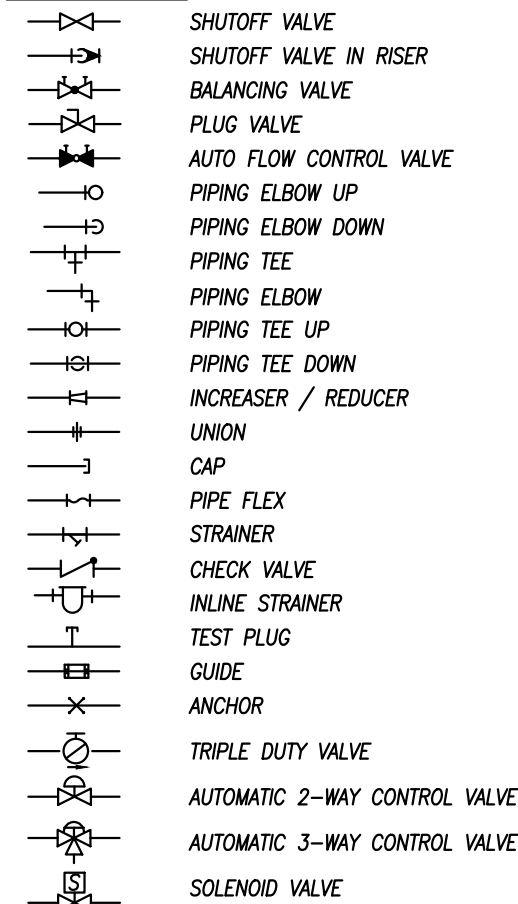 SHUTOFF VALVE
SHUTOFF VALVE IN RISER
BALANCING VALVE
PLUG VALVE
AUTO FLOW CONTROL VALVE
PIPING ELBOW UP
PIPING ELBOW DOWN
PIPING TEE
PIPING ELBOW
PIPING TEE UP
PIPING TEE DOWN
INCREASER / REDUCER
UNION
CAP
PIPE FLEX
STRAINER
CHECK VALVE
INLINE STRAINER
TEST PLUG
GUIDE
ANCHOR
TRIPLE DUTY VALVE
AUTOMATIC 2-WAY CONTROL VALVE
AUTOMATIC 3-WAY CONTROL VALVE
S SOLENOID VALVE